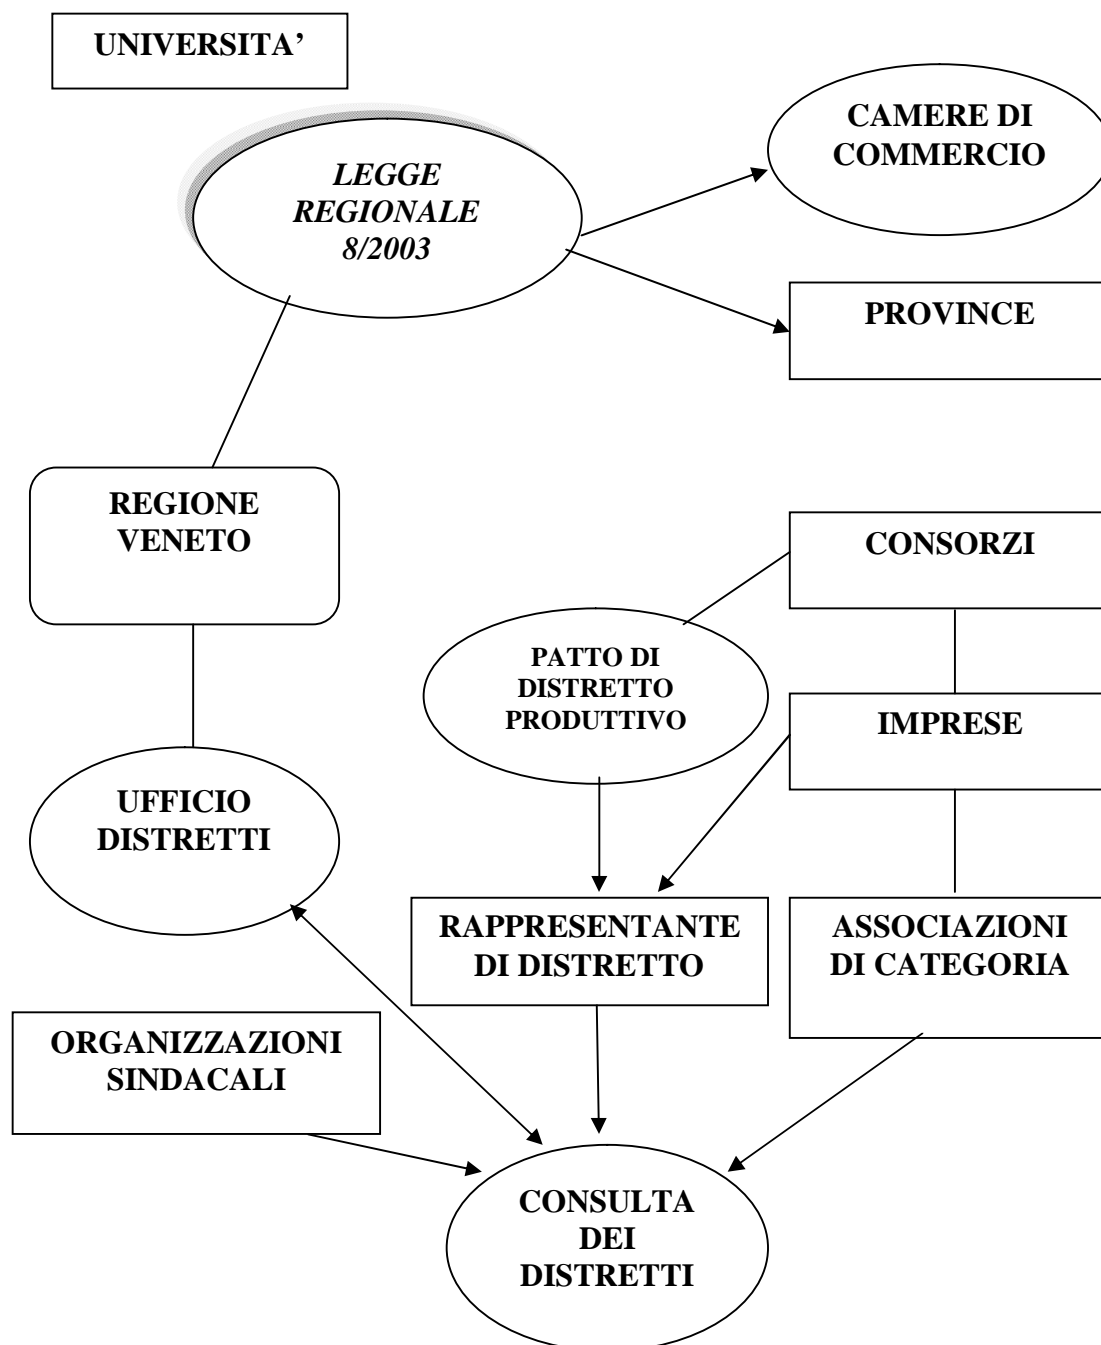 UNIVERSITA’
CAMERE DI
COMMERCIO
LEGGE
REGIONALE
8/2003
PROVINCE
REGIONE
VENETO
CONSORZI
PATTO DI
DISTRETTO
PRODUTTIVO
IMPRESE
UFFICIO
DISTRETTI
RAPPRESENTANTE
DI DISTRETTO
ASSOCIAZIONI
DI CATEGORIA
ORGANIZZAZIONI
SINDACALI
CONSULTA
DEI
DISTRETTI